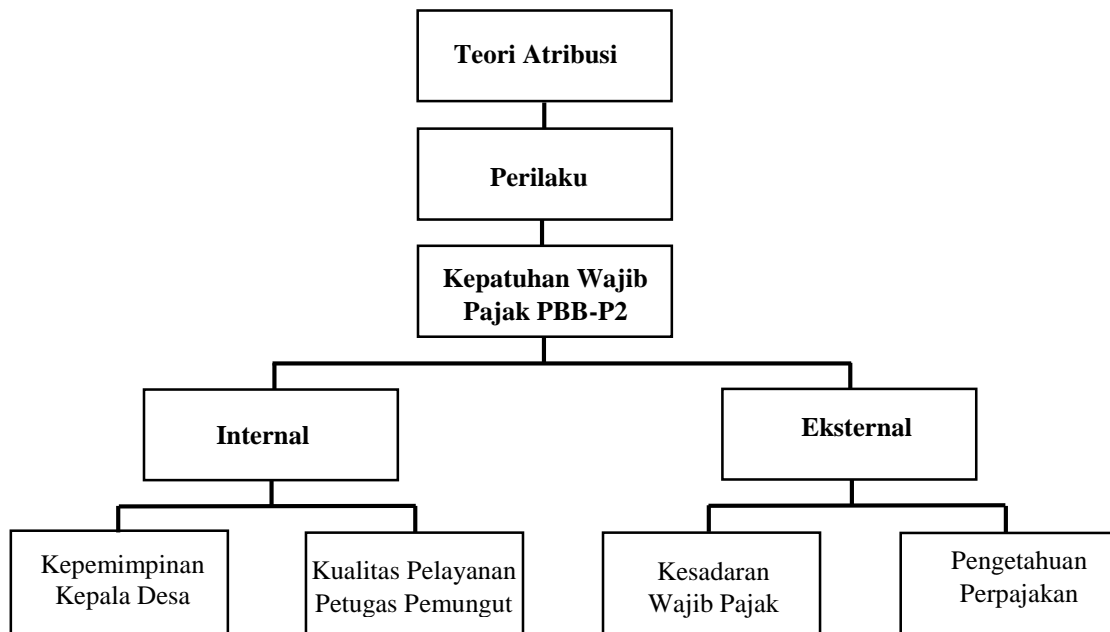 Teori Atribusi
Perilaku
Kepatuhan Wajib
Pajak PBB-P2
Internal
Eksternal
Kepemimpinan
Kepala Desa
Kualitas Pelayanan
Petugas Pemungut
Kesadaran
Wajib Pajak
Pengetahuan
Perpajakan